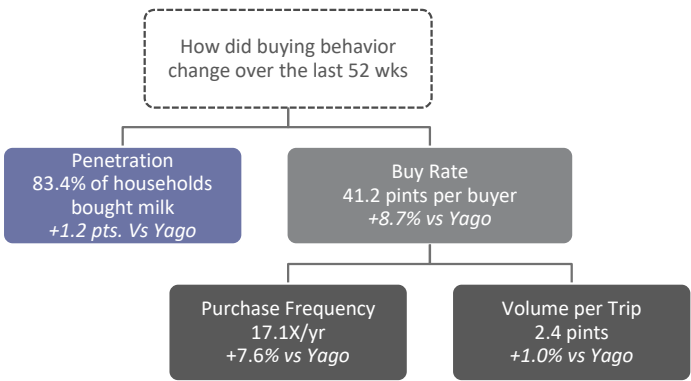 How did buying behavior
change over the last 52 wks
Penetration
83.4% of households
bought milk
+1.2 pts. Vs Yago
Buy Rate
41.2 pints per buyer
+8.7% vs Yago
Purchase Frequency
17.1X/yr
+7.6% vs Yago
Volume per Trip
2.4 pints
+1.0% vs Yago